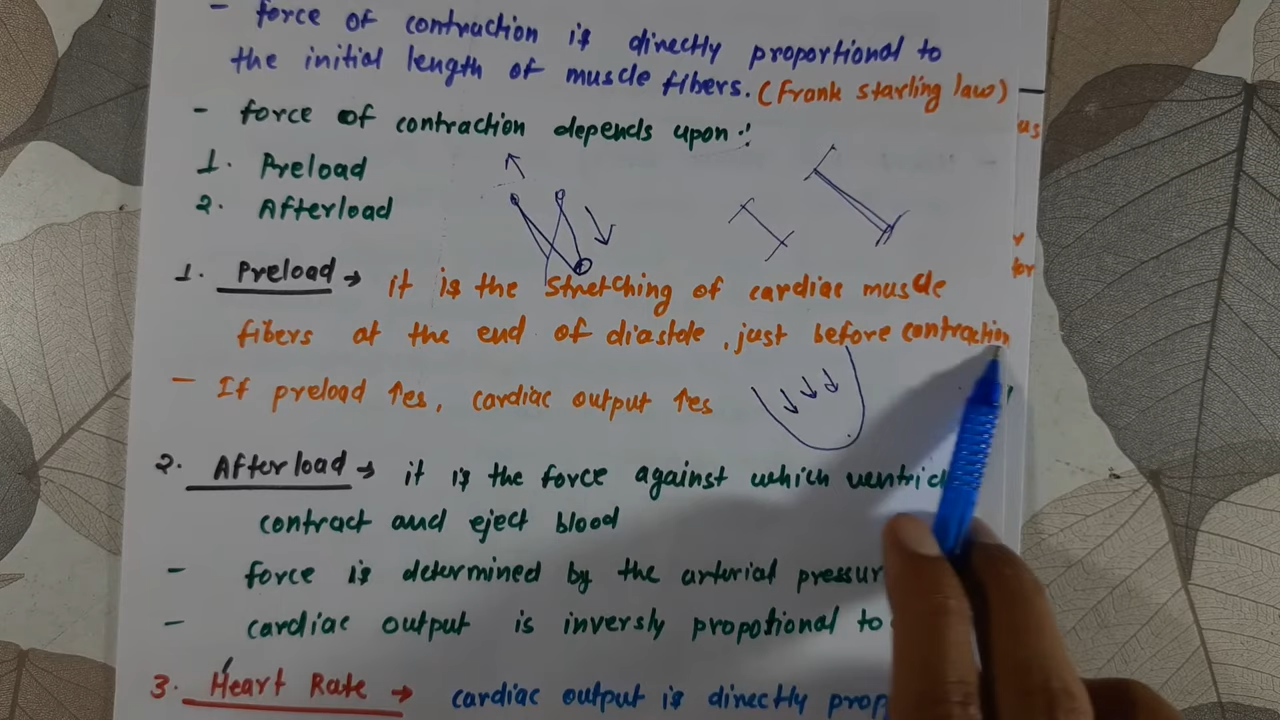 - force of contraction is directly proportional to
the initial length of muscle fibers. (Frank starling law)
- force of contraction depends upon :
1. Preload
2. Afterload
1. Preload → it is the stretching of cardiac muscle
fibers at the end of diastole, just before contraction
- If preload ↑es, cardiac output ↑es
2. Afterload → it is the force against which
contract and eject blood
- force is determined by the arterial
- cardiac output is inversly propotional to
3. Heart Rate → cardiac output is directly
us